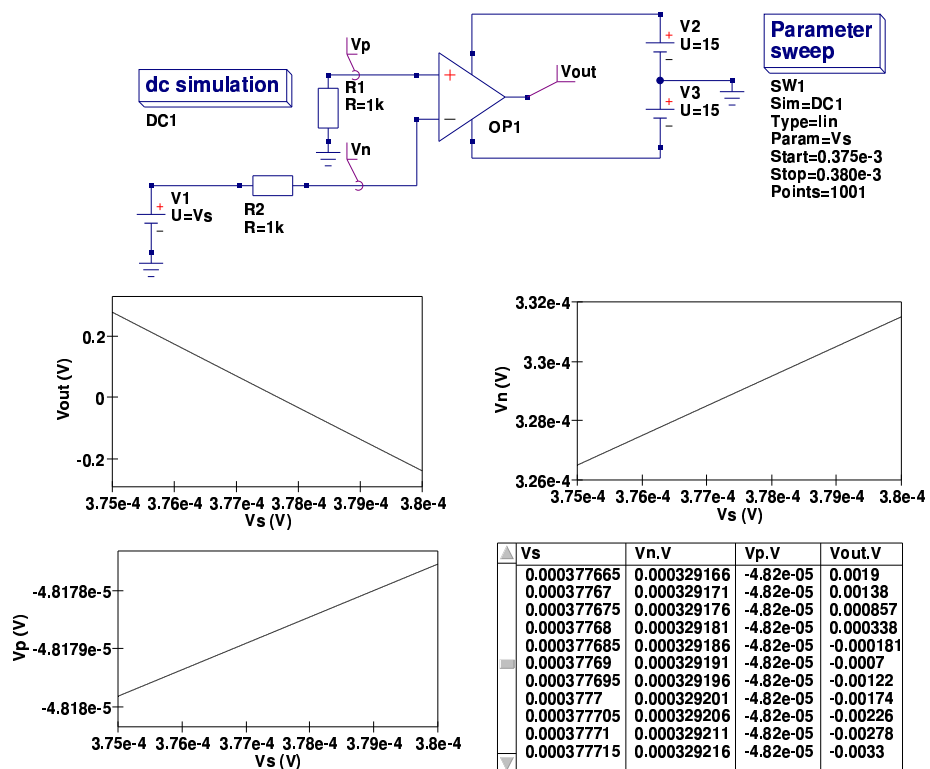 dc simulation
DC1
Vp
R1
R=1k
Vn
V1
U=Vs
R2
R=1k
+
−
OP1
Vout
V2
+
U=15
−
V3
+
U=15
−
+
−
Parameter
sweep
SW1
Sim=DC1
Type=lin
Param=Vs
Start=0.375e-3
Stop=0.380e-3
Points=1001
Vout (V)
0.2
0
-0.2
3.75e-4 3.76e-4 3.77e-4 3.78e-4 3.79e-4 3.8e-4
Vs (V)
Vn (V)
3.32e-4
3.3e-4
3.28e-4
3.26e-4
3.75e-4 3.76e-4 3.77e-4 3.78e-4 3.79e-4 3.8e-4
Vs (V)
Vp (V)
-4.8178e-5
-4.8179e-5
-4.818e-5
3.75e-4 3.76e-4 3.77e-4 3.78e-4 3.79e-4 3.8e-4
Vs (V)
Vs Vn.V Vp.V Vout.V
0.000377665 0.000329166 -4.82e-05 0.0019
0.00037767 0.000329171 -4.82e-05 0.00138
0.000377675 0.000329176 -4.82e-05 0.000857
0.00037768 0.000329181 -4.82e-05 0.000338
0.000377685 0.000329186 -4.82e-05 -0.000181
0.00037769 0.000329191 -4.82e-05 -0.0007
0.000377695 0.000329196 -4.82e-05 -0.00122
0.0003777 0.000329201 -4.82e-05 -0.00174
0.000377705 0.000329206 -4.82e-05 -0.00226
0.00037771 0.000329211 -4.82e-05 -0.00278
0.000377715 0.000329216 -4.82e-05 -0.0033